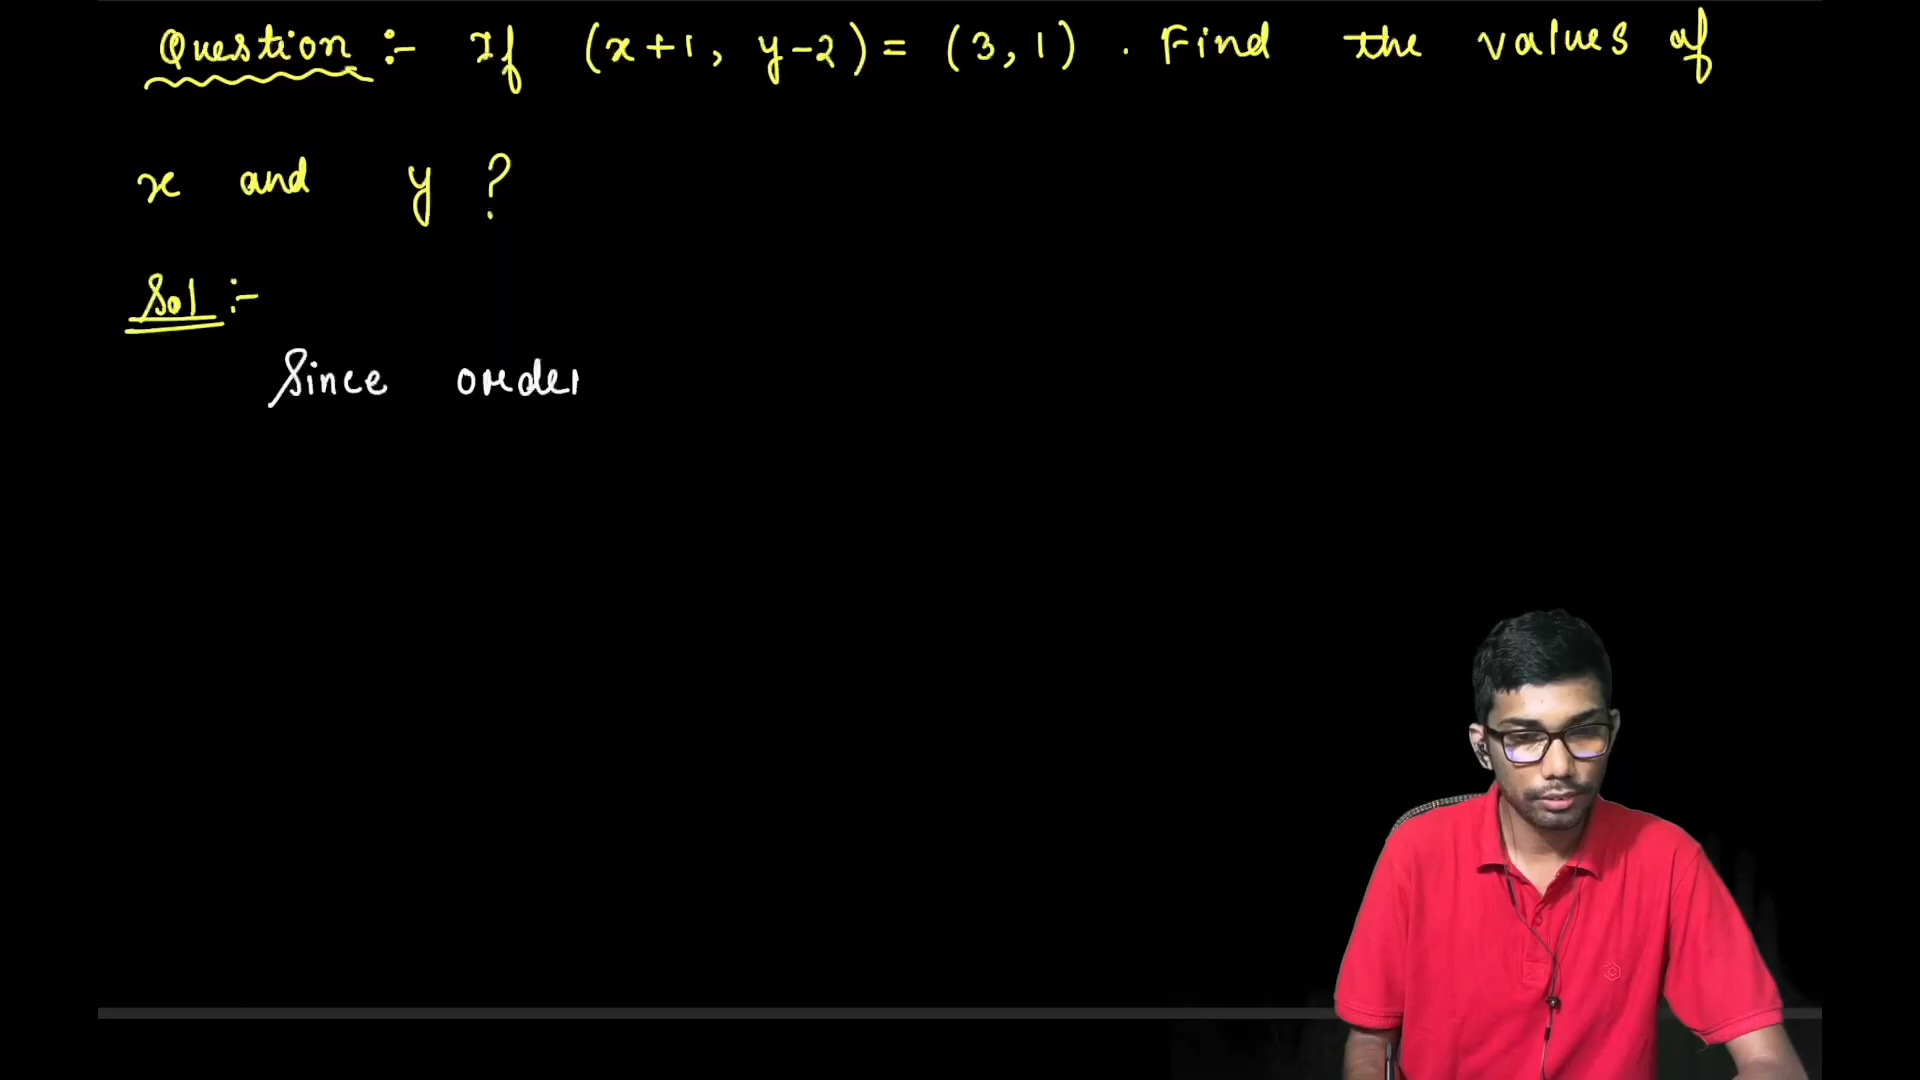 Question :- If (x+1, y-2) = (3, 1) . Find the values of
x and y ?
Sol :-
Since order